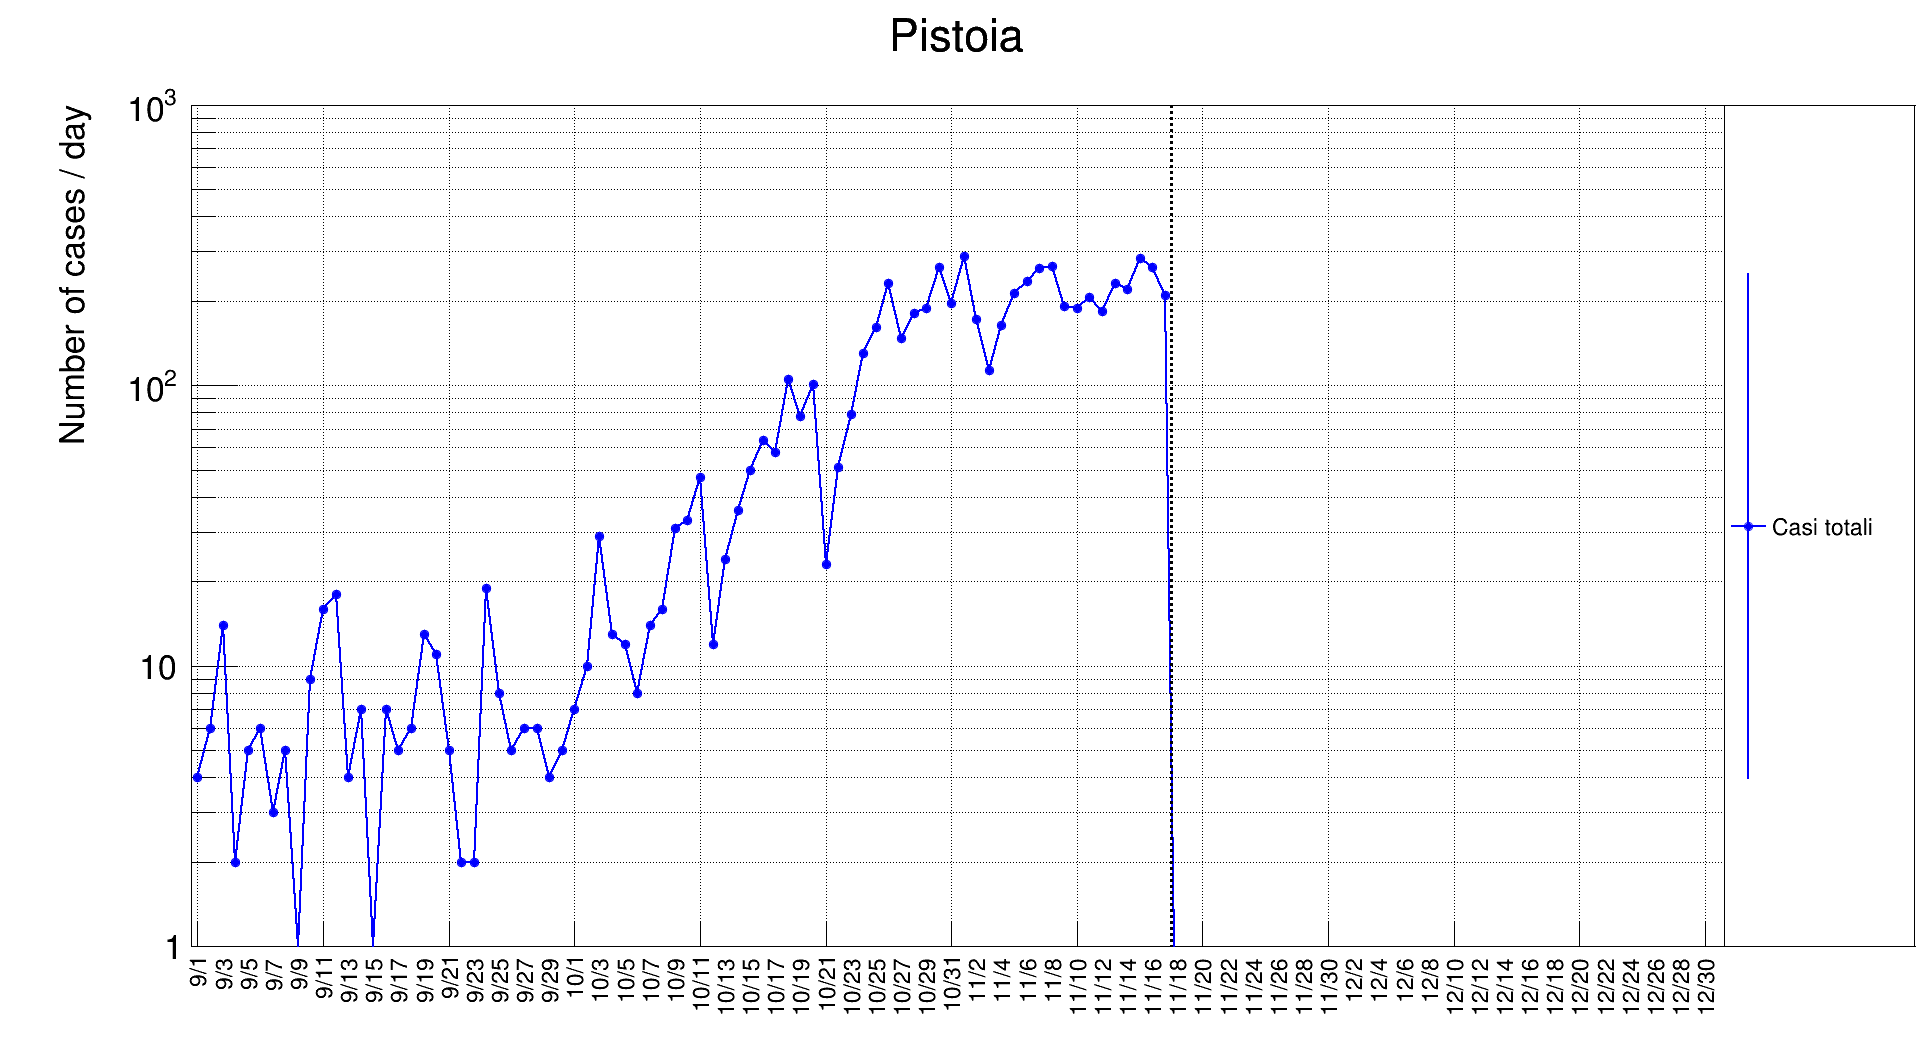 Pistoia
Number of cases / day
10³
10²
10
1
9/1 9/3 9/5 9/7 9/9 9/11 9/13 9/15 9/17 9/19 9/21 9/23 9/25 9/27 9/29 10/1 10/3 10/5 10/7 10/9 10/11 10/13 10/15 10/17 10/19 10/21 10/23 10/25 10/27 10/29 10/31 11/2 11/4 11/6 11/8 11/10 11/12 11/14 11/16 11/18 11/20 11/22 11/24 11/26 11/28 11/30 12/2 12/4 12/6 12/8 12/10 12/12 12/14 12/16 12/18 12/20 12/22 12/24 12/26 12/28 12/30
Casi totali